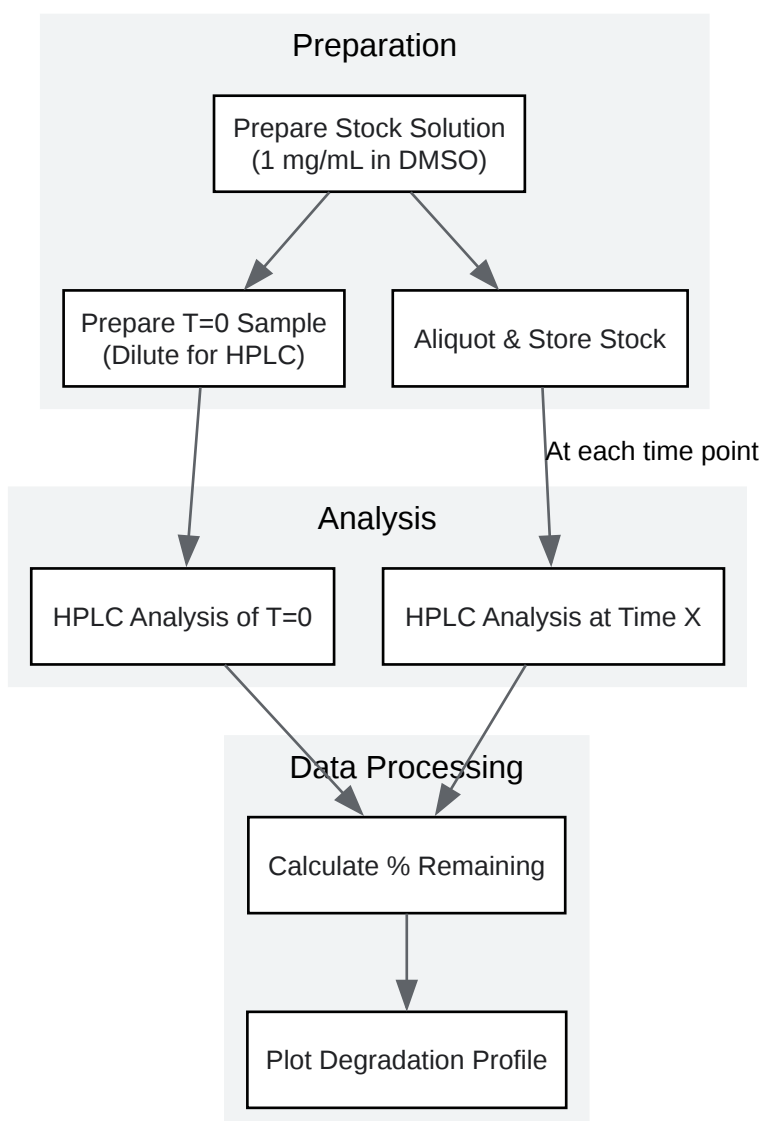 Preparation
Prepare Stock Solution
(1 mg/mL in DMSO)
Prepare T=0 Sample
(Dilute for HPLC)
Aliquot & Store Stock
At each time point
Analysis
HPLC Analysis of T=0
HPLC Analysis at Time X
Data Processing
Calculate % Remaining
Plot Degradation Profile